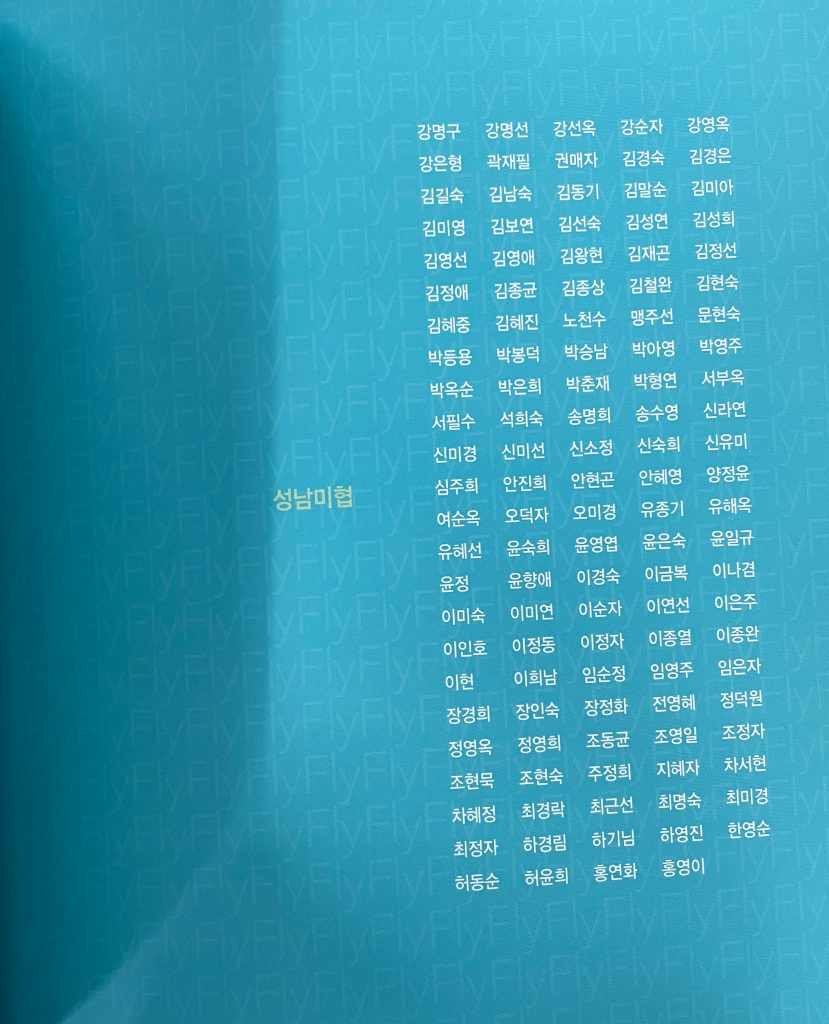 강명구 강명선 강선옥 강순자 강영옥
강은형 곽재필 권매자 김경숙 김경은
김길숙 김남숙 김동기 김말순 김미아
김미영 김보연 김선숙 김성연 김성희
김영선 김영애 김왕현 김재곤 김정선
김정애 김종균 김종상 김철완 김현숙
김혜중 김혜진 노천수 맹주선 문현숙
박등용 박봉덕 박승남 박아영 박영주
박옥순 박은희 박춘재 박형연 서부옥
서필수 석희숙 송명희 송수영 신라연
신미경 신미선 신소정 신숙희 신유미
심주희 안진희 안현곤 안혜영 양정윤
성남미협
여순옥 오덕자 오미경 유종기 유해옥
유혜선 윤숙희 윤영엽 윤은숙 윤일규
윤정 윤향애 이경숙 이금복 이나겸
이미숙 이미연 이순자 이연선 이은주
이인호 이정동 이정자 이종열 이종완
이현 이희남 임순정 임영주 임은자
장경희 장인숙 장정화 전영혜 정덕원
정영옥 정영희 조동균 조영일 조정자
조현묵 조현숙 주정희 지혜자 차서현
차혜정 최경락 최근선 최명숙 최미경
최정자 하경림 하기님 하영진 한영순
허동순 허윤희 홍연화 홍영이